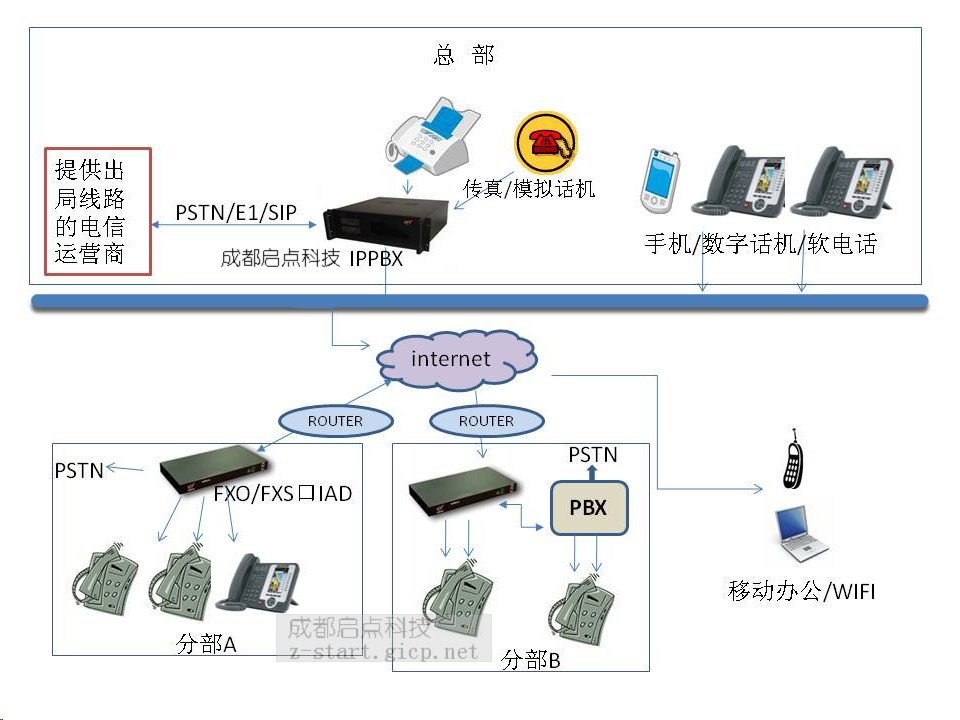 总 部
传真/模拟话机
提供出
局线路
的电信
运营商
PSTN/E1/SIP
成都启点科技 IPPBX
手机/数字话机/软电话
internet
ROUTER
ROUTER
PSTN
FXO/FXS口IAD
分部A
PSTN
PBX
分部B
移动办公/WIFI
成都启点科技
z-start.gicp.net